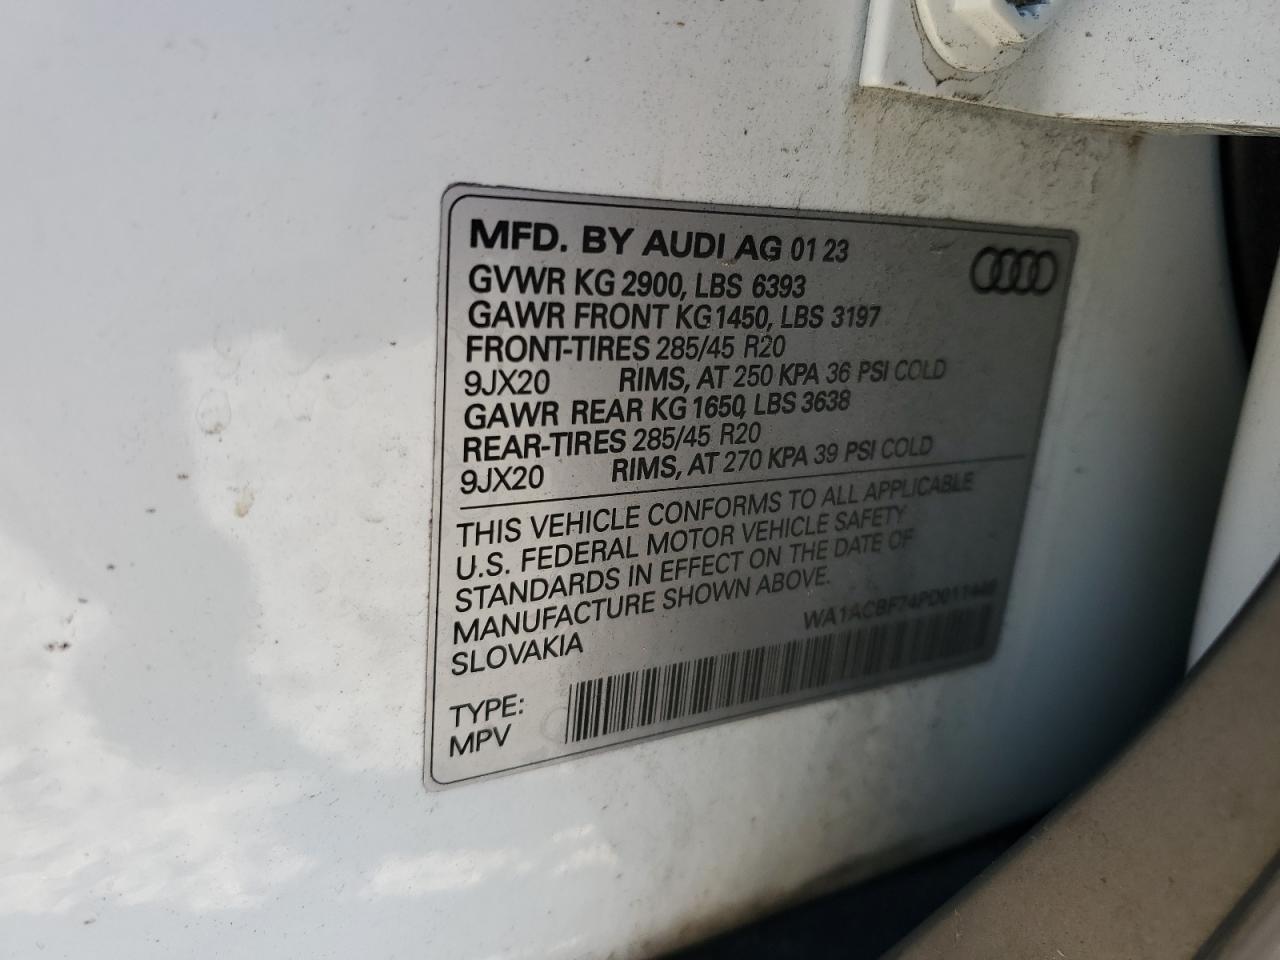 MFD. BY AUDI AG 01 23
GVWR KG 2900, LBS 6393
GAWR FRONT KG 1450, LBS 3197
FRONT-TIRES 285/45 R20
9JX20 RIMS, AT 250 KPA 36 PSI COLD
GAWR REAR KG 1650, LBS 3638
REAR-TIRES 285/45 R20
9JX20 RIMS, AT 270 KPA 39 PSI COLD
THIS VEHICLE CONFORMS TO ALL APPLICABLE
U.S. FEDERAL MOTOR VEHICLE SAFETY
STANDARDS IN EFFECT ON THE DATE OF
MANUFACTURE SHOWN ABOVE.
SLOVAKIA
TYPE:
MPV